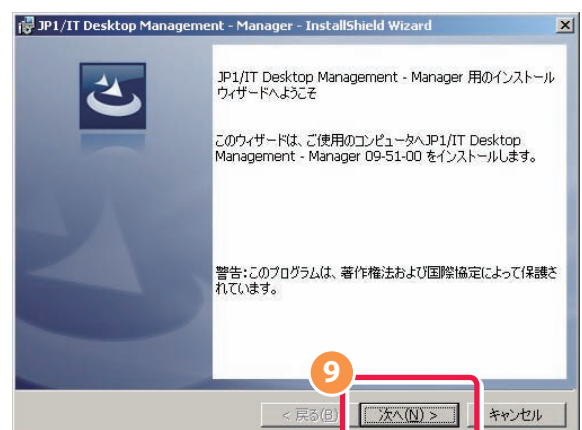 JP1/IT Desktop Management - Manager - InstallShield Wizard
JP1/IT Desktop Management - Manager 用のインストール
ウィザードへようこそ
このウィザードは、ご使用のコンピュータへJP1/IT Desktop
Management - Manager 09-51-00 をインストールします。
警告:このプログラムは、著作権法および国際協定によって保護さ
れています。
9
< 戻る(B) 次へ(N) > キャンセル